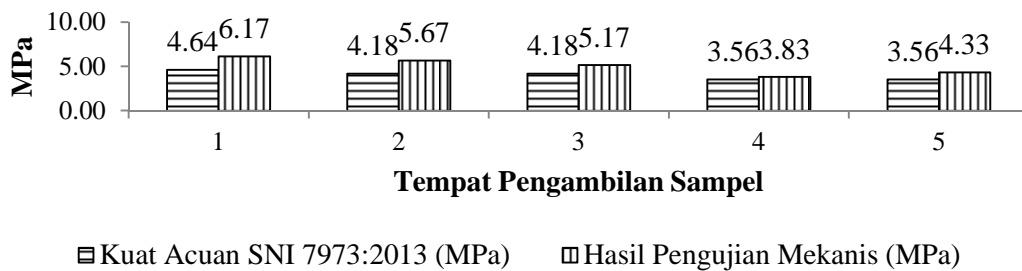 MPa
10.00
5.00
0.00
4.64 6.17
4.18 5.67
4.18 5.17
3.56 3.83
3.56 4.33
1 2 3 4 5
Tempat Pengambilan Sampel
Kuat Acuan SNI 7973:2013 (MPa) Hasil Pengujian Mekanis (MPa)